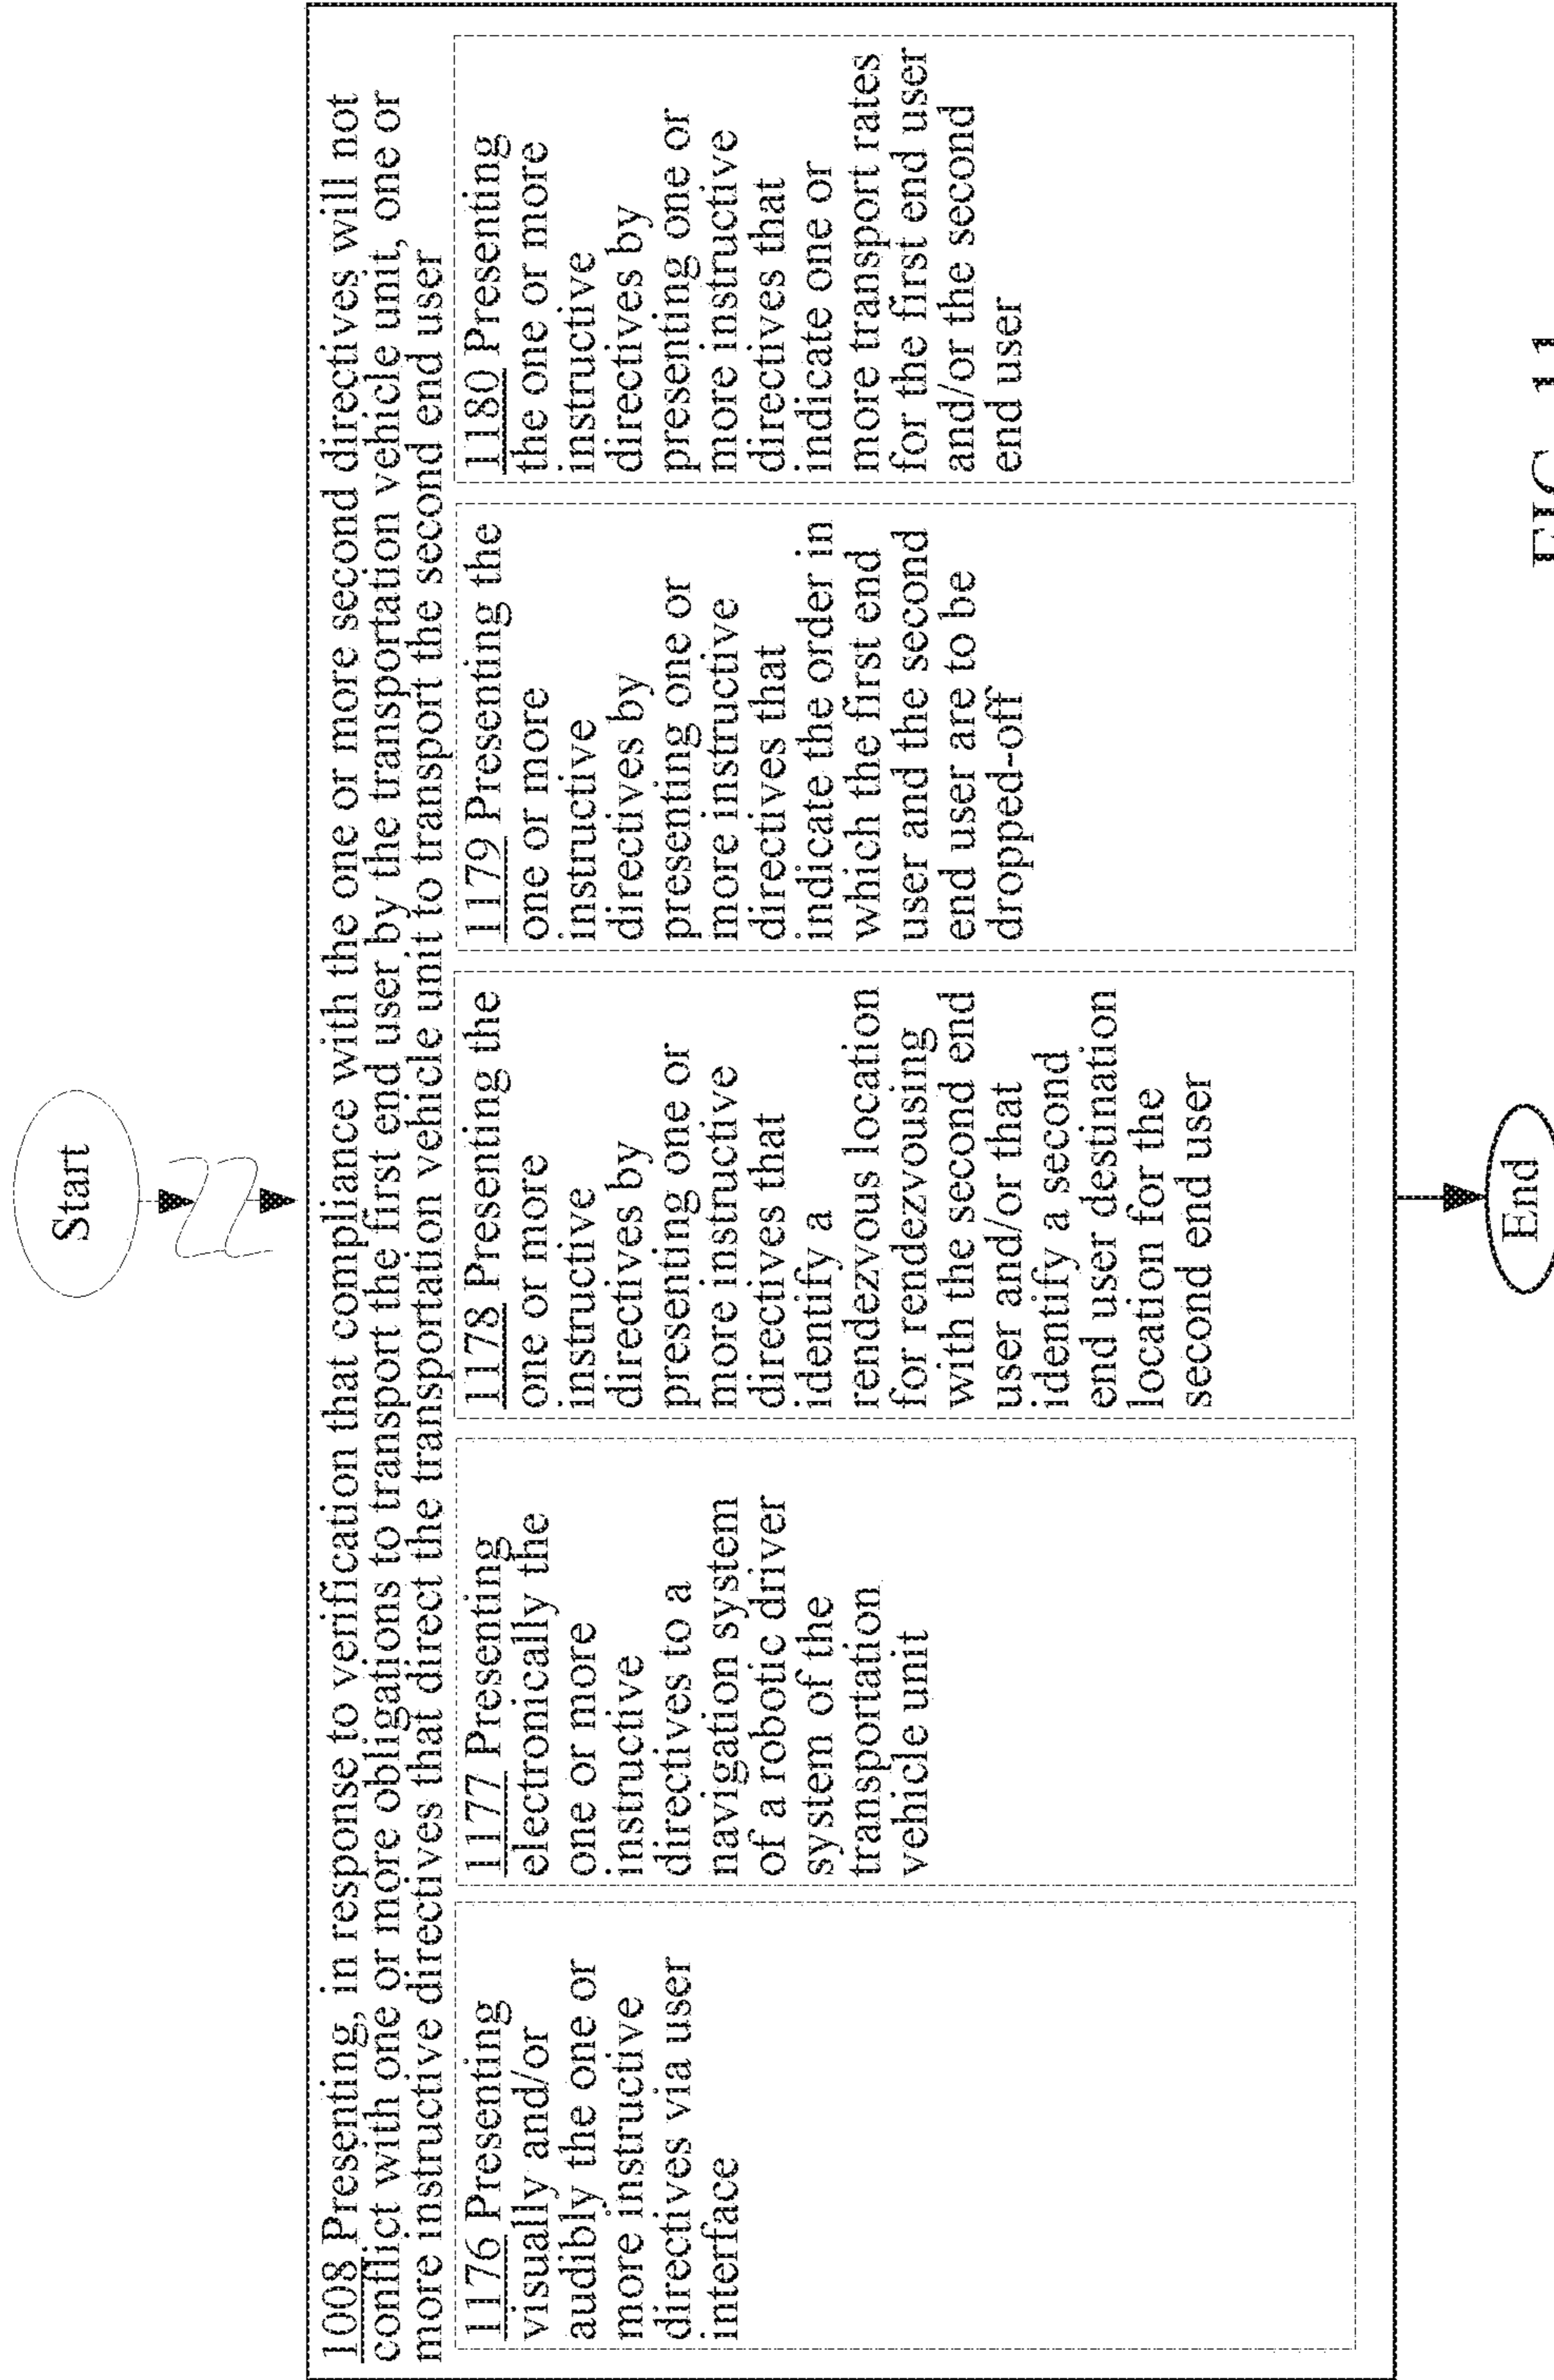 Start
1008 Presenting, in response to verification that compliance with the one or more second directives will not
conflict with one or more obligations to transport the first end user by the transportation vehicle unit, one or
more instructive directives that direct the transportation vehicle unit to transport the second end user
1176 Presenting
visually and/or
audibly the one or
more instructive
directives via user
interface
1177 Presenting
electronically the
one or more
instructive
directives to a
navigation system
of a robotic driver
system of the
transportation
vehicle unit
1178 Presenting the
one or more
instructive
directives by
presenting one or
more instructive
directives that
identify a
rendezvous location
for rendezvousing
with the second end
user and/or that
identify a second
end user destination
location for the
second end user
1179 Presenting the
one or more
instructive
directives by
presenting one or
more instructive
directives that
indicate the order in
which the first end
user and the second
end user are to be
dropped-off
1180 Presenting
the one or more
instructive
directives by
presenting one or
more instructive
directives that
indicate one or
more transport rates
for the first end user
and/or the second
end user
End